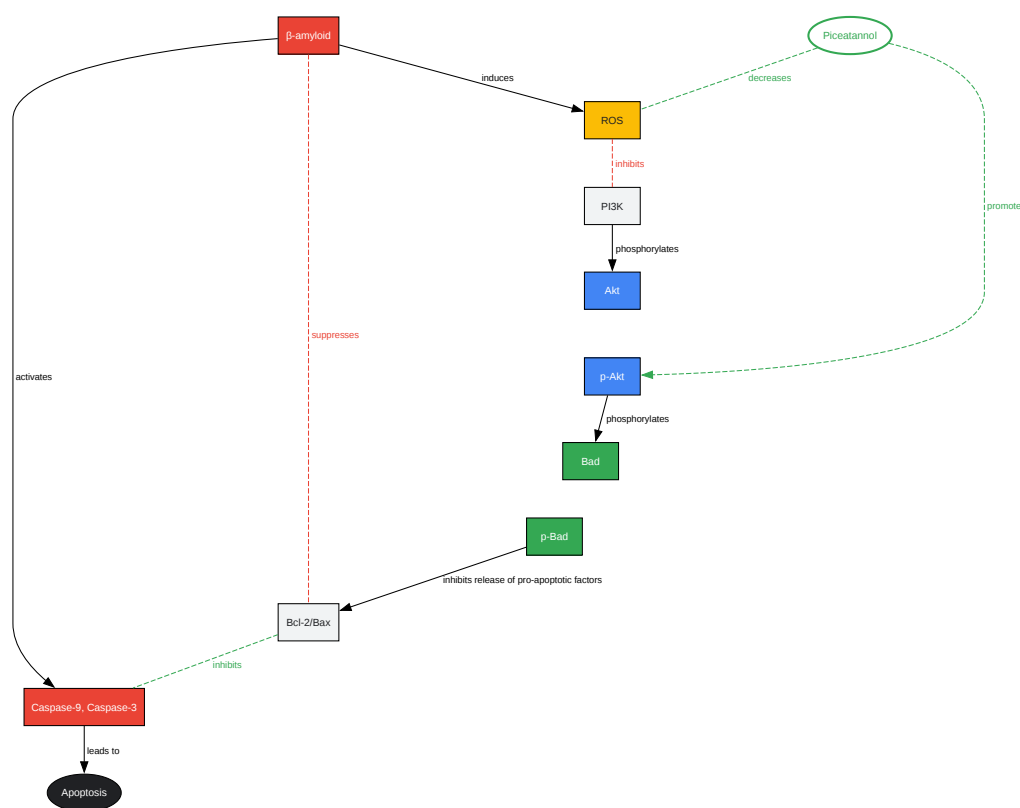 β-amyloid
Piceatannol
induces
decreases
ROS
inhibits
PI3K
promote
phosphorylates
Akt
suppresses
activates
p-Akt
phosphorylates
Bad
p-Bad
inhibits release of pro-apoptotic factors
Bcl-2/Bax
inhibits
Caspase-9, Caspase-3
leads to
Apoptosis